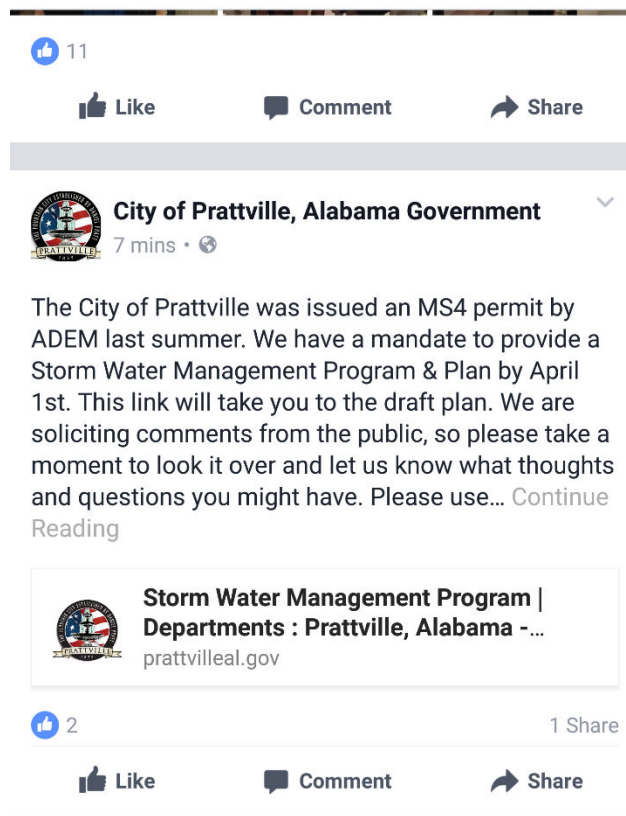 11
Like Comment Share
City of Prattville, Alabama Government
7 mins •
The City of Prattville was issued an MS4 permit by
ADEM last summer. We have a mandate to provide a
Storm Water Management Program & Plan by April
1st. This link will take you to the draft plan. We are
soliciting comments from the public, so please take a
moment to look it over and let us know what thoughts
and questions you might have. Please use... Continue
Reading
PRATTVILLE
Storm Water Management Program |
Departments : Prattville, Alabama -...
prattvilleal.gov
PRATTVILLE
2 1 Share
Like Comment Share